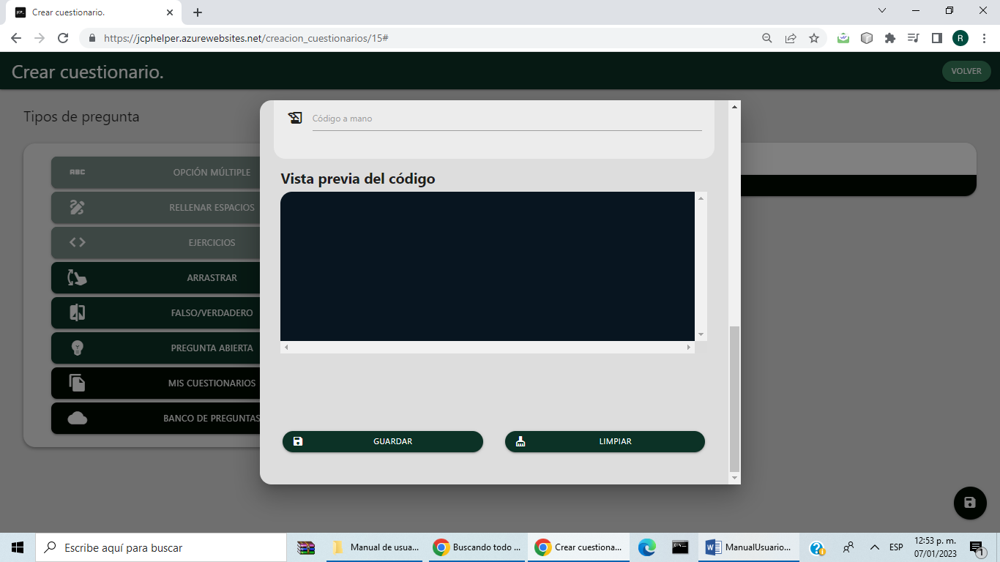 JCP_
Crear cuestionario.
https://jcphelper.azurewebsites.net/creacion_cuestionarios/15#
R
Crear cuestionario.
VOLVER
Tipos de pregunta
ABC
OPCIÓN MÚLTIPLE
RELLENAR ESPACIOS
EJERCICIOS
ARRASTRAR
FALSO/VERDADERO
PREGUNTA ABIERTA
MIS CUESTIONARIOS
BANCO DE PREGUNTAS
Código a mano
Vista previa del código
GUARDAR
LIMPIAR
Escribe aquí para buscar
Manual de usua...
Buscando todo ...
Crear cuestiona...
ManualUsuario...
ESP
12:53 p. m.
07/01/2023
1